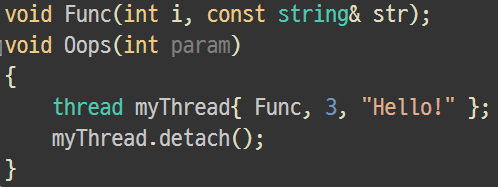 void Func(int i, const string& str);
void Oops(int param)
{
    thread myThread{ Func, 3, "Hello!" };
    myThread.detach();
}